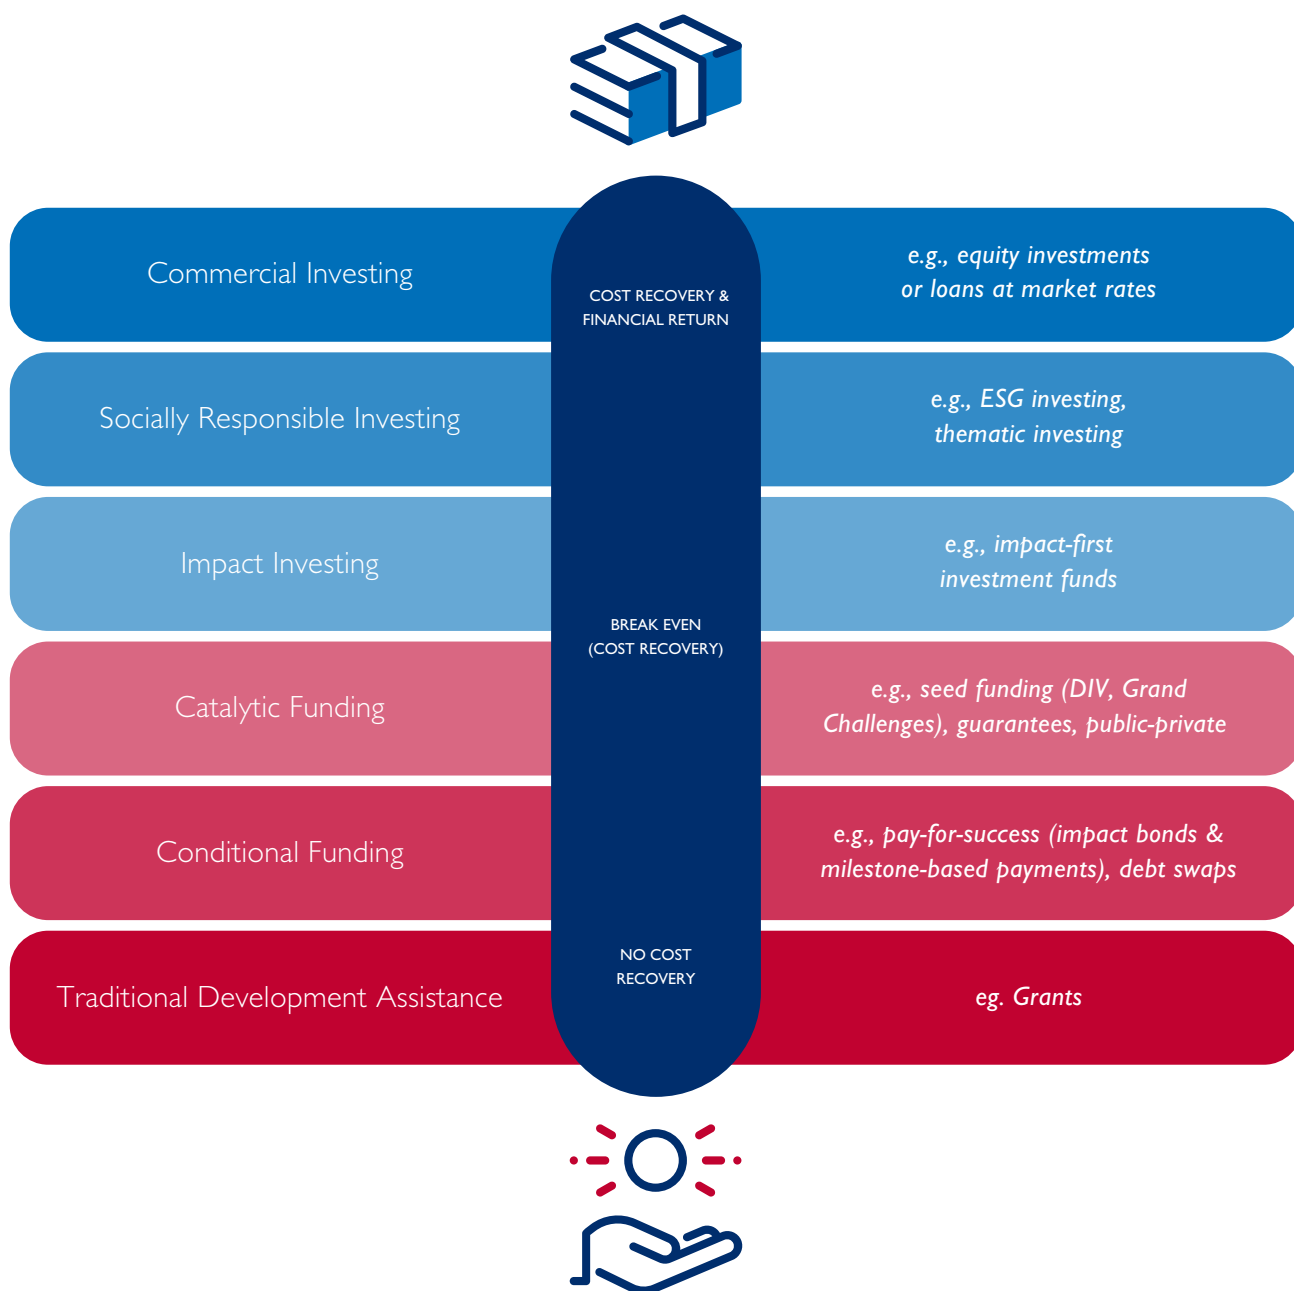 Commercial Investing
COST RECOVERY &
FINANCIAL RETURN
e.g., equity investments
or loans at market rates
Socially Responsible Investing
e.g., ESG investing,
thematic investing
Impact Investing
e.g., impact-first
investment funds
BREAK EVEN
(COST RECOVERY)
Catalytic Funding
e.g., seed funding (DIV, Grand
Challenges), guarantees, public-private
Conditional Funding
e.g., pay-for-success (impact bonds &
milestone-based payments), debt swaps
NO COST
RECOVERY
Traditional Development Assistance
eg. Grants